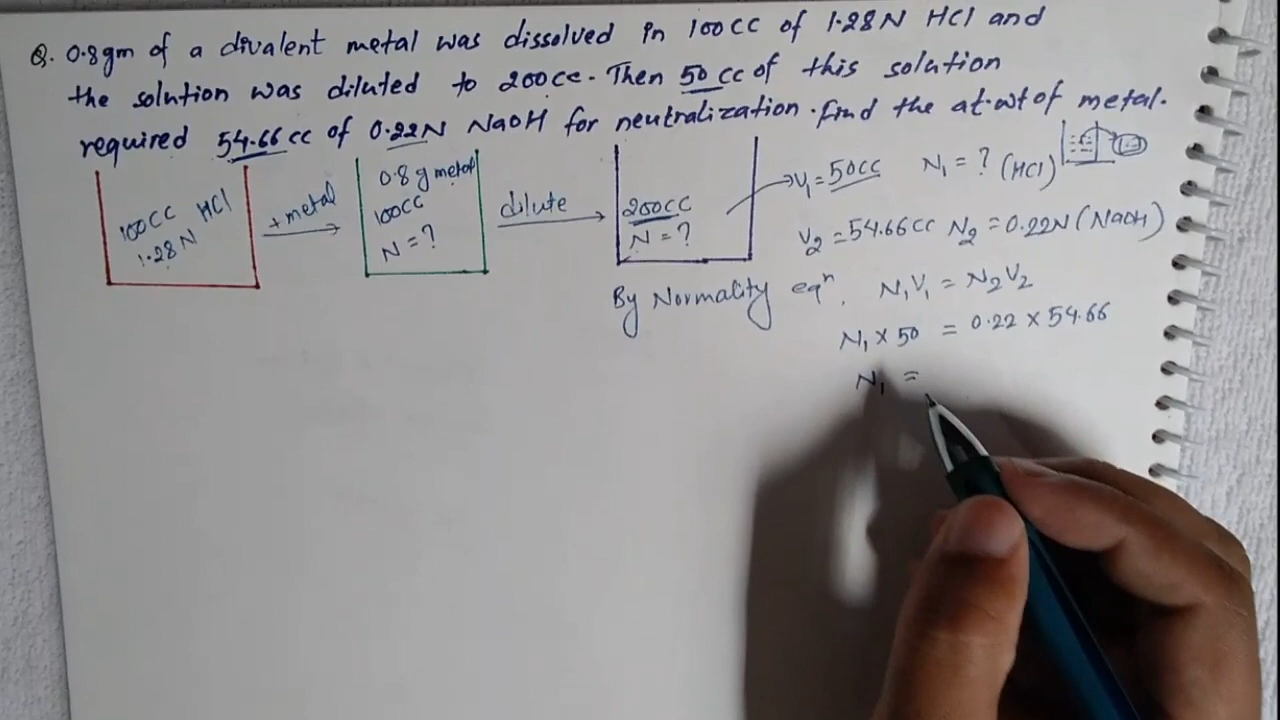 Q. 0.8gm of a divalent metal was dissolved in 100CC of 1.28N HCl and
the solution was diluted to 200cc. Then 50 cc of this solution
required 54.66 cc of 0.22N NaOH for neutralization. find the at.wt of metal.
100CC HCl
1.28N
+metal
0.8 g metal
100CC
N = ?
dilute
200CC
N = ?
V₁ = 50CC N₁ = ? (HCl)
V₂ = 54.66CC N₂ = 0.22N (NaOH)
By Normality eqⁿ, N₁V₁ = N₂V₂
N₁ × 50 = 0.22 × 54.66
N₁ =